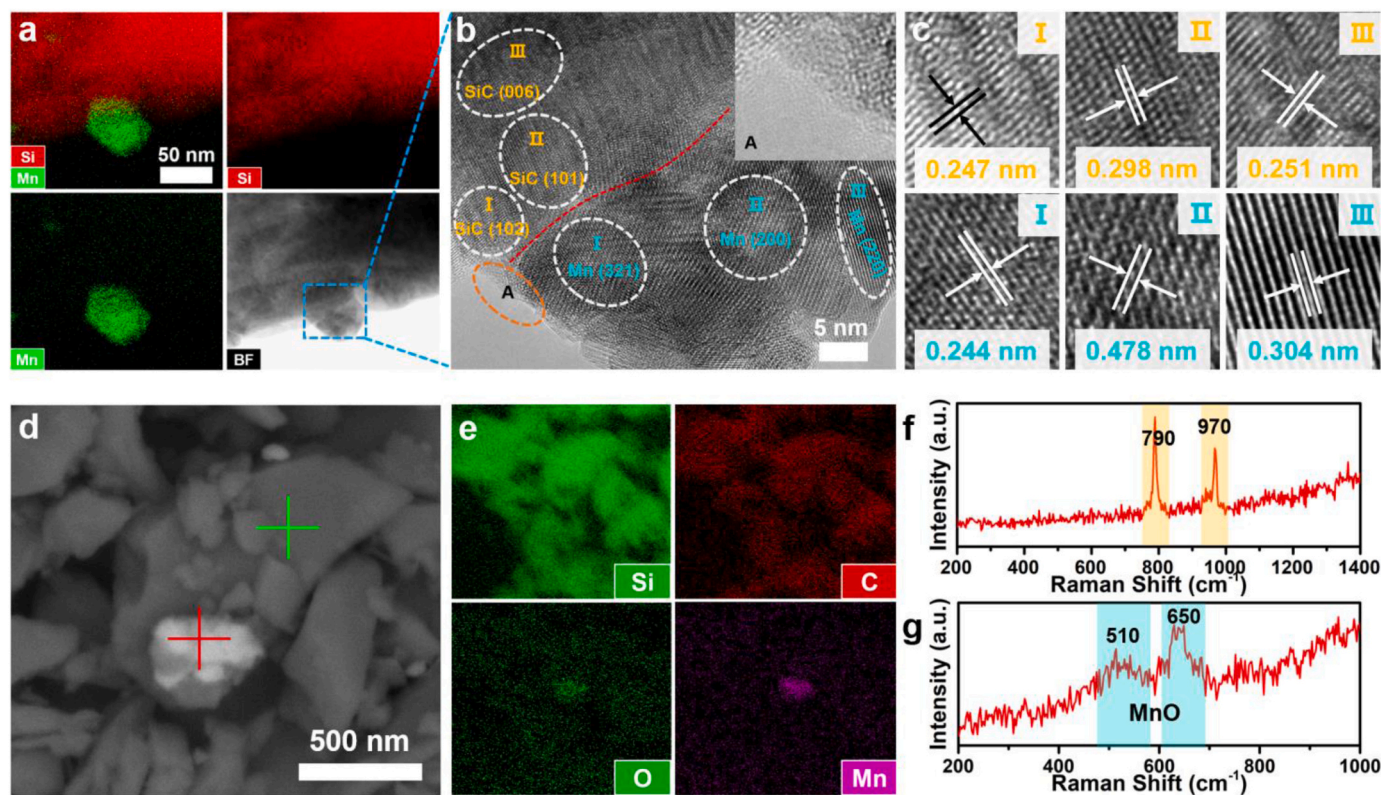 a
Si
Mn
50 nm
Si
Mn
BF
b
III
SiC (006)
II
SiC (101)
I
SiC (102)
A
I
Mn (321)
II
Mn (200)
III
Mn (220)
A
5 nm
c
I
0.247 nm
II
0.298 nm
III
0.251 nm
I
0.244 nm
II
0.478 nm
III
0.304 nm
d
500 nm
e
Si
C
O
Mn
f
Intensity (a.u.)
790
970
200 400 600 800 1000 1200 1400
Raman Shift (cm⁻¹)
g
Intensity (a.u.)
510
650
MnO
200 400 600 800 1000
Raman Shift (cm⁻¹)